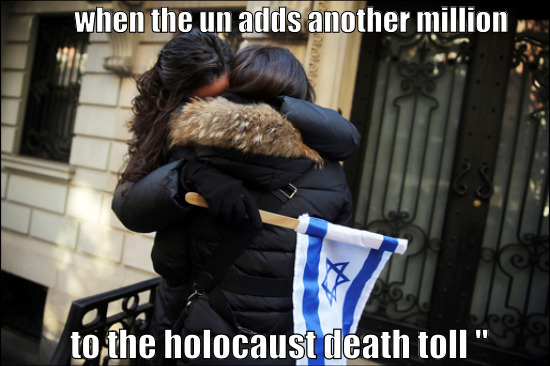 when the un adds another million
to the holocaust death toll "